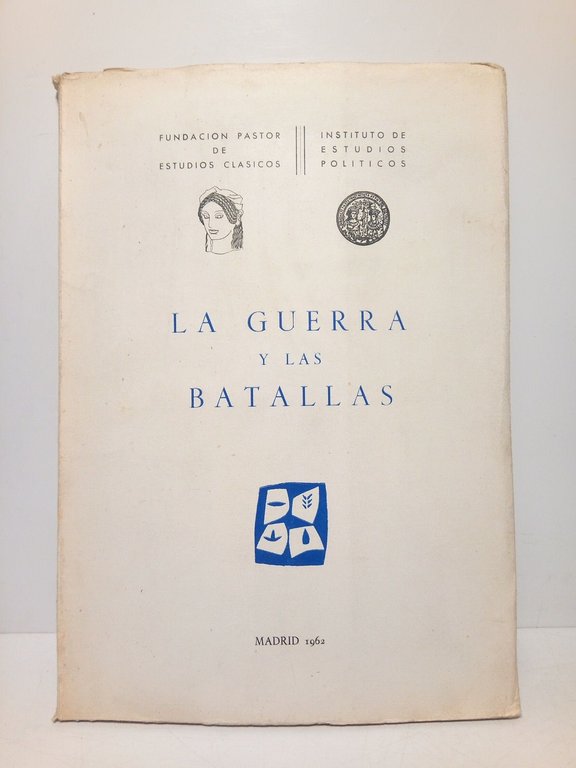 FUNDACION PASTOR
DE
ESTUDIOS CLASICOS
INSTITUTO DE
ESTUDIOS
POLITICOS
LA GUERRA
Y LAS
BATALLAS
MADRID 1962